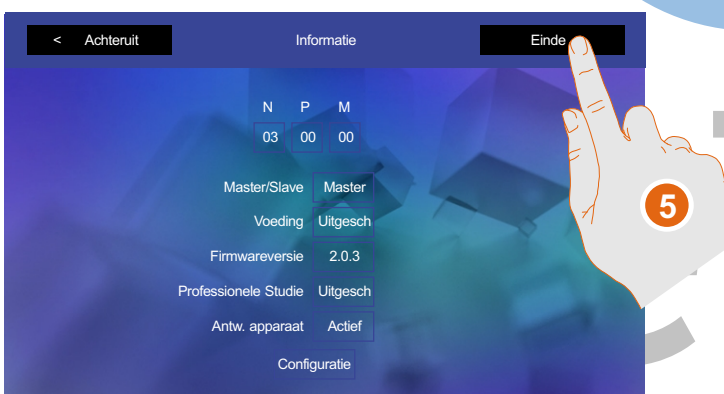 < Achteruit Informatie Einde
N P M
03 00 00
Master/Slave Master
Voeding Uitgesch
Firmwareversie 2.0.3
Professionele Studie Uitgesch
Antw. apparaat Actief
Configuratie
5